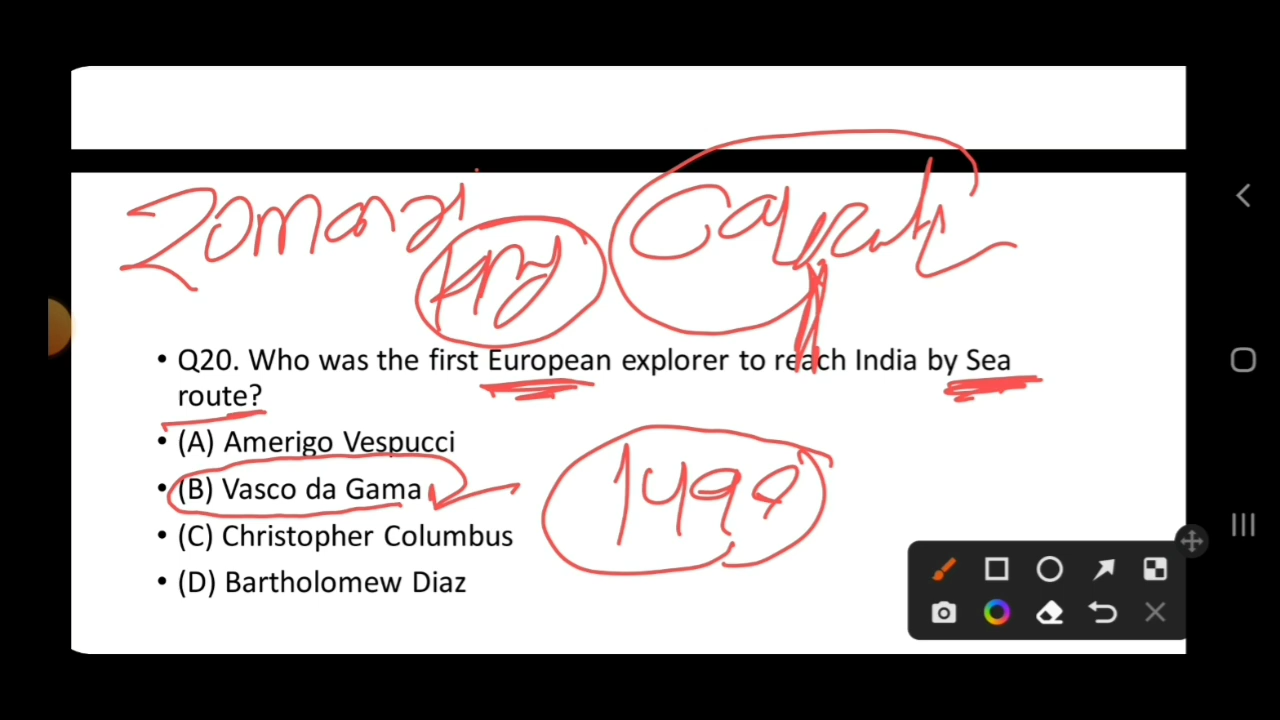 • Q20. Who was the first European explorer to reach India by Sea
route?
• (A) Amerigo Vespucci
• (B) Vasco da Gama
1498
• (C) Christopher Columbus
• (D) Bartholomew Diaz